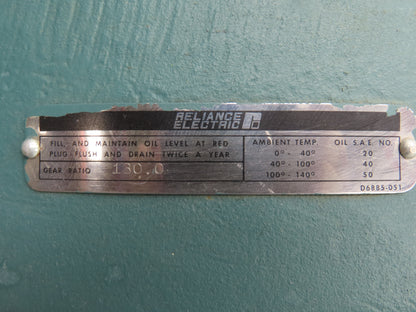 RELIANCE
ELECTRIC
FILL, AND MAINTAIN OIL LEVEL AT RED
PLUG-FLUSH AND DRAIN TWICE A YEAR
GEAR RATIO 130.0
AMBIENT TEMP. OIL S.A.E. NO.
0° - 40° 20
40° - 100° 40
100° - 140° 50
D6885-051